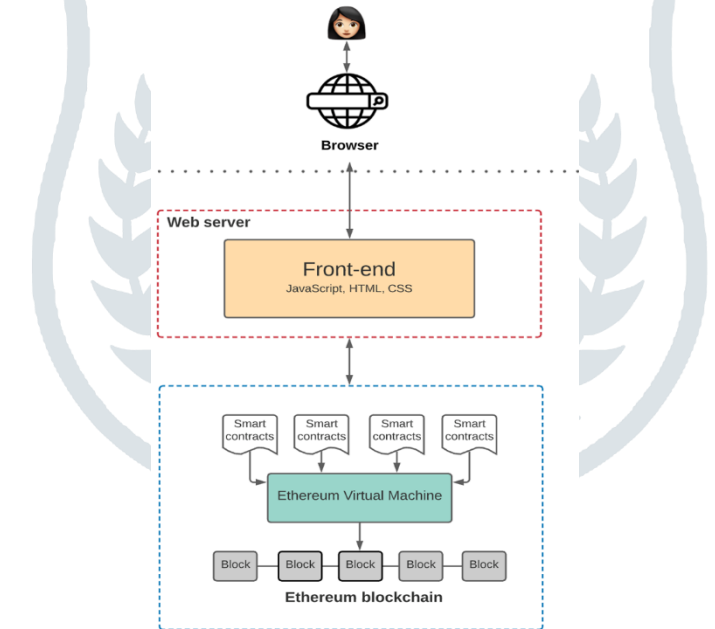 Browser
Web server
Front-end
JavaScript, HTML, CSS
Smart contracts
Smart contracts
Smart contracts
Smart contracts
Ethereum Virtual Machine
Block
Block
Block
Block
Block
Ethereum blockchain